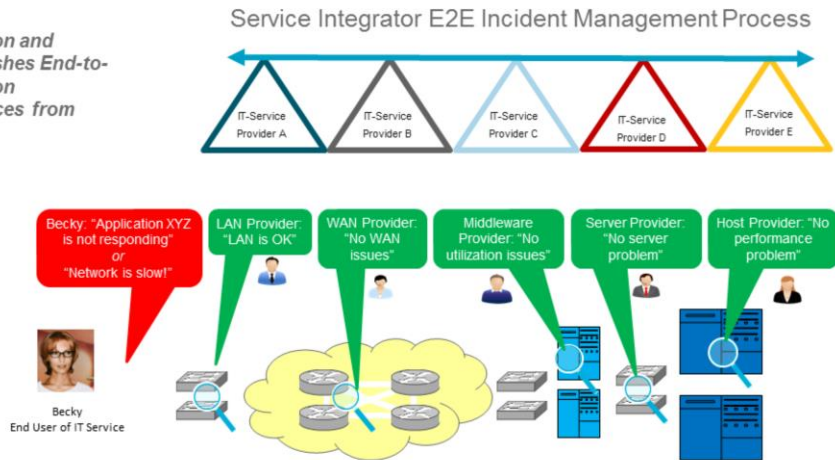 Service Integrator E2E Incident Management Process
on and
shes End-to-
on
ces from
IT-Service
Provider A
IT-Service
Provider B
IT-Service
Provider C
IT-Service
Provider D
IT-Service
Provider E
Becky: “Application XYZ
is not responding”
or
“Network is slow!”
LAN Provider:
“LAN is OK”
WAN Provider:
“No WAN
issues”
Middleware
Provider: “No
utilization issues”
Server Provider:
“No server
problem”
Host Provider: “No
performance
problem”
Becky
End User of IT Service